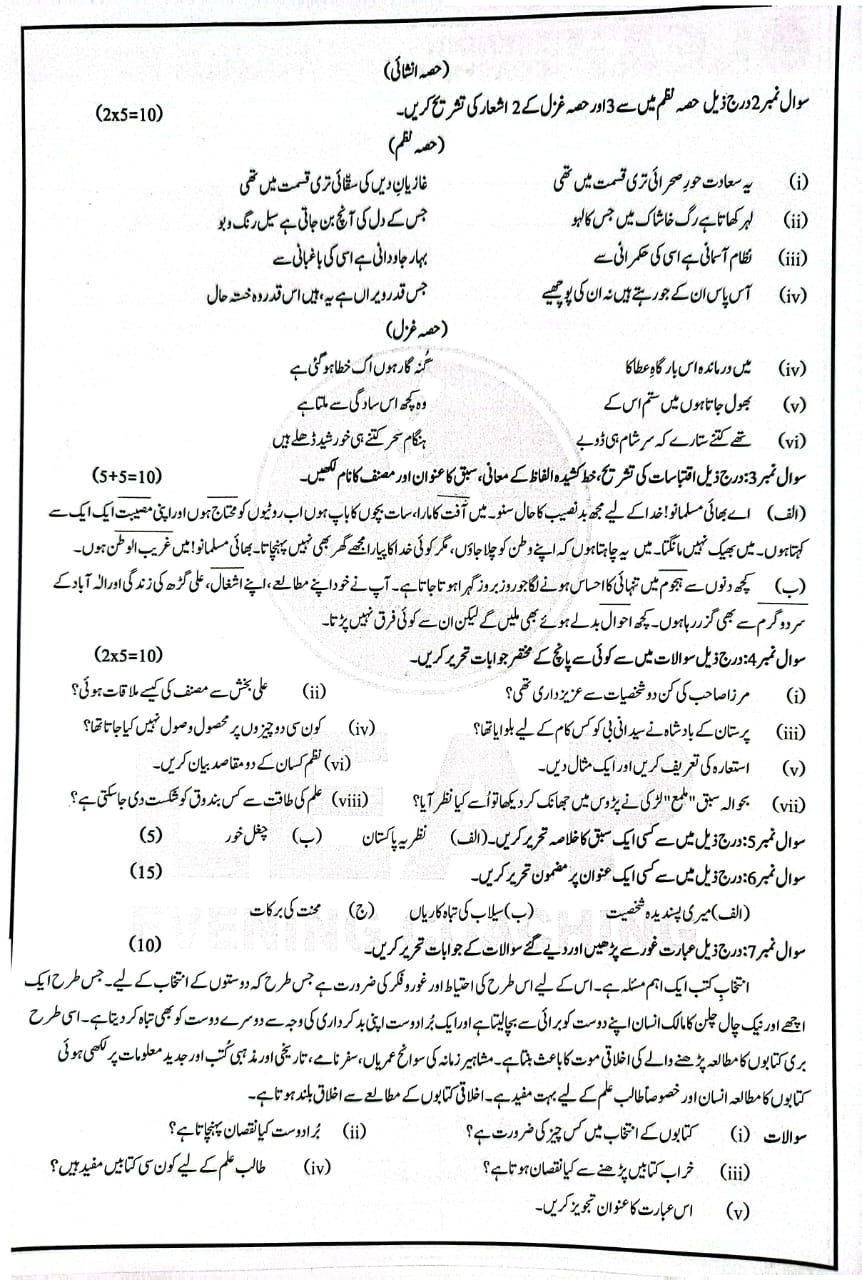 (حصہ انشائی)
سوال نمبر2 درج ذیل حصہ نظم میں سے 3 اور حصہ غزل کے 2 اشعار کی تشریح کریں۔ (2x5=10)
(حصہ نظم)
(i) یہ سعادت حورِ صحرائی تری قسمت میں تھی غازیانِ دیں کی سقّائی تری قسمت میں تھی
(ii) لہر کھاتا ہے رگ خاشاک میں جس کا لہو جس کے دل کی آنچ بن جاتی ہے سیل رنگ و بو
(iii) نظام آسمانی ہے اسی کی حکمرانی سے بہار جاودانی ہے اسی کی باغبانی سے
(iv) آس پاس ان کے جو رہتے ہیں نہ ان کی پوچھیے جس قدر ویراں ہے یہ، ہیں اس قدر وہ خستہ حال
(حصہ غزل)
(iv) میں درماندہ اس بارگاہِ عطا کا گُنہ گار ہوں اک خطا ہو گئی ہے
(v) بھول جاتا ہوں میں ستم اس کے وہ کچھ اس سادگی سے ملتا ہے
(vi) تھے کتنے ستارے کہ سرِ شام ہی ڈوبے ہنگامِ سحر کتنے ہی خورشید ڈھلے ہیں
سوال نمبر3: درج ذیل اقتباسات کی تشریح، خط کشیدہ الفاظ کے معانی، سبق کا عنوان اور مصنف کا نام لکھیں۔ (5+5=10)
(الف) اے بھائی مسلمانو! خدا کے لیے مجھ بد نصیب کا حال سنو۔ میں آفت کا مارا، سات بچوں کا باپ ہوں اب روٹیوں کو محتاج ہوں اور اپنی مصیبت ایک ایک سے
کہتا ہوں۔ میں بھیک نہیں مانگتا۔ میں یہ چاہتا ہوں کہ اپنے وطن کو چلا جاؤں، مگر کوئی خدا کا پیارا مجھے گھر بھی نہیں پہنچاتا۔ بھائی مسلمانو! میں غریب الوطن ہوں۔
(ب) کچھ دنوں سے ہجوم میں تنہائی کا احساس ہونے لگا جو روز بروز گہرا ہوتا جاتا ہے۔ آپ نے خود اپنے مطالعے، اپنے اشغال، علی گڑھ کی زندگی اور الٰہ آباد کے
سرد و گرم سے بھی گزر رہا ہوں۔ کچھ احوال بدلے ہوئے بھی ملیں گے لیکن ان سے کوئی فرق نہیں پڑتا۔
سوال نمبر4: درج ذیل سوالات میں سے کوئی سے پانچ کے مختصر جوابات تحریر کریں۔ (2x5=10)
(i) مرزا صاحب کی کن دو شخصیات سے عزیز داری تھی؟ (ii) علی بخش سے مصنف کی کیسے ملاقات ہوئی؟
(iii) پرستان کے بادشاہ نے سیدانی بی کو کس کام کے لیے بلوایا تھا؟ (iv) کون سی دو چیزوں پر محصول وصول نہیں کیا جاتا تھا؟
(v) استعارہ کی تعریف کریں اور ایک مثال دیں۔ (vi) نظم کسان کے دو مقاصد بیان کریں۔
(vii) بحوالہ سبق "ملمع" لڑکی نے پڑوس میں جھانک کر دیکھا تو اُسے کیا نظر آیا؟ (viii) علم کی طاقت سے کس بندوق کو شکست دی جا سکتی ہے؟
سوال نمبر5: درج ذیل میں سے کسی ایک سبق کا خلاصہ تحریر کریں۔ (الف) نظریہ پاکستان (ب) چغل خور (5)
سوال نمبر6: درج ذیل میں سے کسی ایک عنوان پر مضمون تحریر کریں۔ (15)
(الف) میری پسندیدہ شخصیت (ب) سیلاب کی تباہ کاریاں (ج) محنت کی برکات
سوال نمبر7: درج ذیل عبارت غور سے پڑھیں اور دیے گئے سوالات کے جوابات تحریر کریں۔ (10)
انتخابِ کتب ایک اہم مسئلہ ہے۔ اس کے لیے اس طرح کی احتیاط اور غور و فکر کی ضرورت ہے جس طرح کہ دوستوں کے انتخاب کے لیے۔ جس طرح ایک
اچھے اور نیک چال چلن کا مالک انسان اپنے دوست کو برائی سے بچا لیتا ہے اور ایک بُرا دوست اپنی بد کرداری کی وجہ سے دوسرے دوست کو بھی تباہ کر دیتا ہے۔ اسی طرح
بری کتابوں کا مطالعہ پڑھنے والے کی اخلاقی موت کا باعث بنتا ہے۔ مشاہیر زمانہ کی سوانح عمریاں، سفر نامے، تاریخی اور مذہبی کُتب اور جدید معلومات پر لکھی ہوئی
کتابوں کا مطالعہ انسان اور خصوصاً طالب علم کے لیے بہت مفید ہے۔ اخلاقی کتابوں کے مطالعے سے اخلاق بلند ہوتا ہے۔
سوالات (i) کتابوں کے انتخاب میں کس چیز کی ضرورت ہے؟ (ii) بُرا دوست کیا نقصان پہنچاتا ہے؟
(iii) خراب کتابیں پڑھنے سے کیا نقصان ہوتا ہے؟ (iv) طالب علم کے لیے کون سی کتابیں مفید ہیں؟
(v) اس عبارت کا عنوان تجویز کریں۔
LEAP
EVENING COACHING